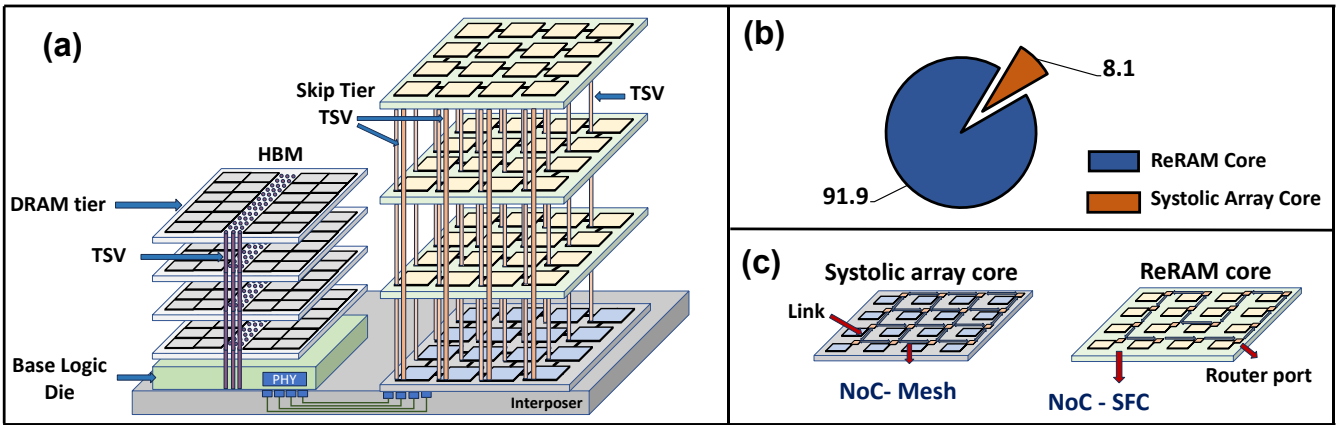 (a)
Skip Tier
TSV
TSV
HBM
DRAM tier
TSV
Base Logic
Die
PHY
Interposer
(b)
8.1
91.9
ReRAM Core
Systolic Array Core
(c)
Systolic array core
ReRAM core
Link
Router port
NoC- Mesh
NoC - SFC